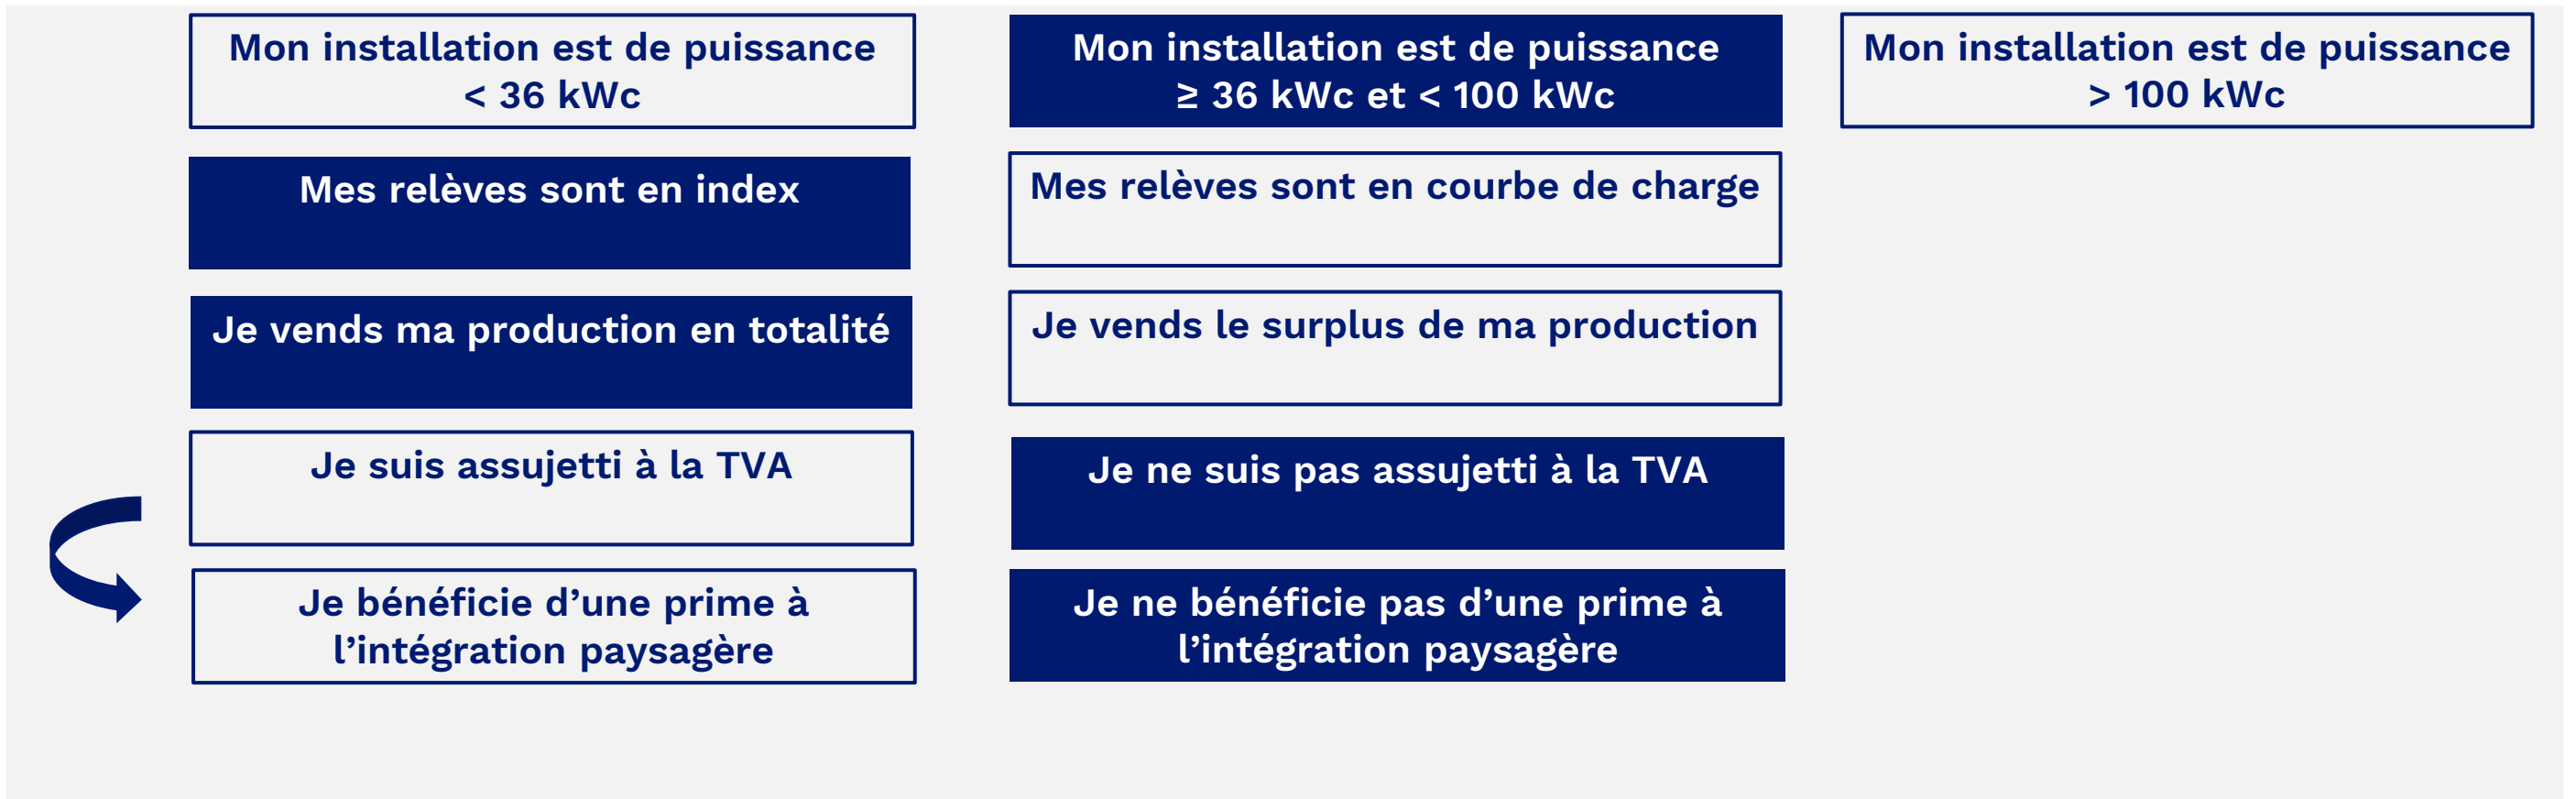 Mon installation est de puissance
< 36 kWc
Mon installation est de puissance
≥ 36 kWc et < 100 kWc
Mon installation est de puissance
> 100 kWc
Mes relèves sont en index
Mes relèves sont en courbe de charge
Je vends ma production en totalité
Je vends le surplus de ma production
Je suis assujetti à la TVA
Je ne suis pas assujetti à la TVA
Je bénéficie d’une prime à
l’intégration paysagère
Je ne bénéficie pas d’une prime à
l’intégration paysagère